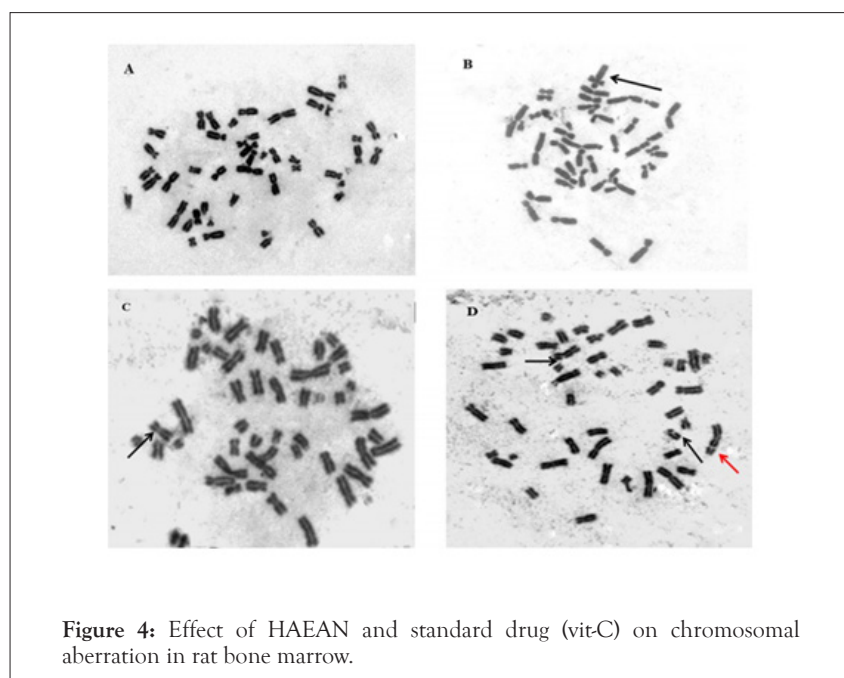 A
B
C
D
Figure 4: Effect of HAEAN and standard drug (vit-C) on chromosomal
aberration in rat bone marrow.